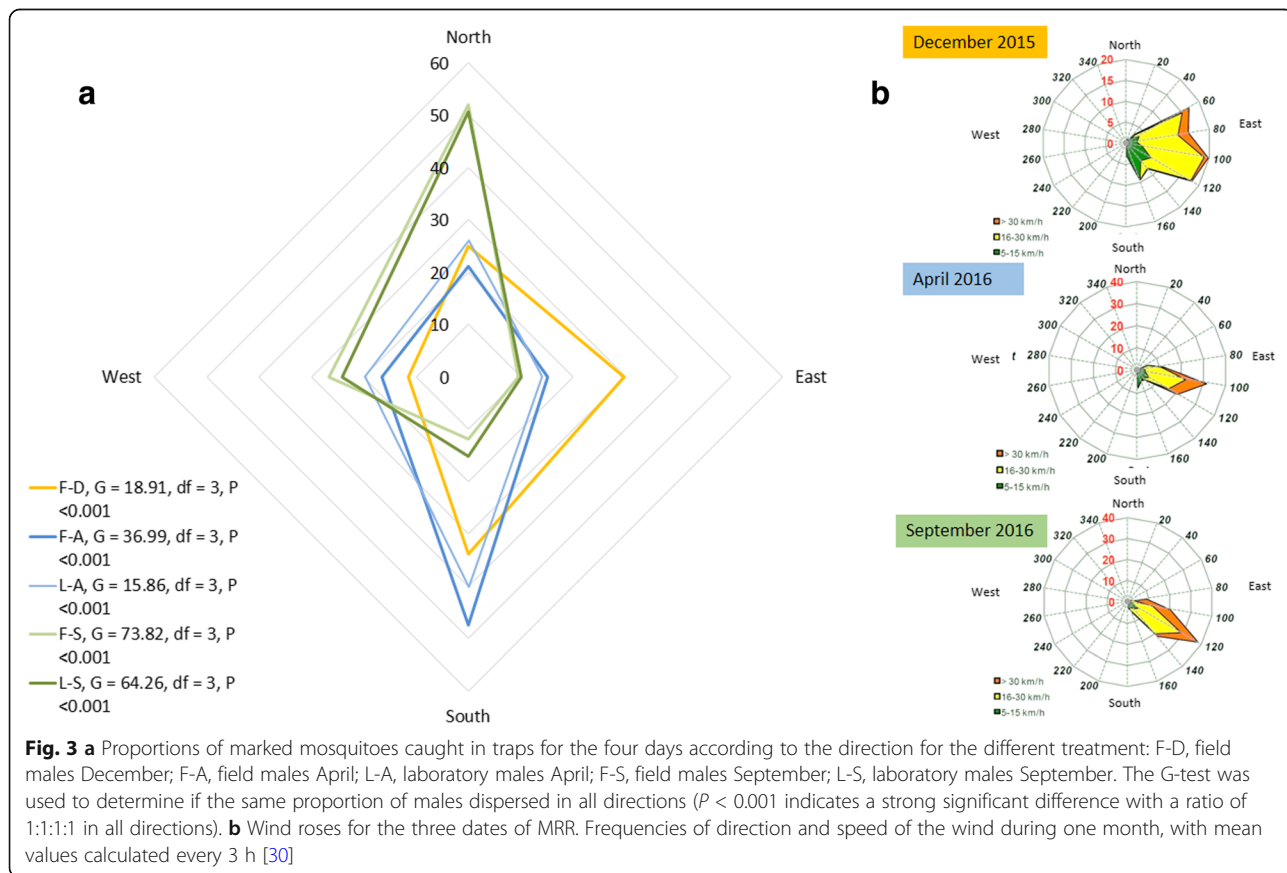 a
North
60
50
40
30
20
10
0
West
East
South
F-D, G = 18.91, df = 3, P
<0.001
F-A, G = 36.99, df = 3, P
<0.001
L-A, G = 15.86, df = 3, P
<0.001
F-S, G = 73.82, df = 3, P
<0.001
L-S, G = 64.26, df = 3, P
<0.001
b
December 2015
North
20
15
10
5
0
20
40
60
80
100
120
140
160
200
220
240
260
280
300
320
340
West
East
South
> 30 km/h
16-30 km/h
5-15 km/h
April 2016
North
40
30
20
10
0
20
40
60
80
100
120
140
160
200
220
240
260
280
300
320
340
West t
East
> 30 km/h
16-30 km/h
5-15 km/h
September 2016
North
40
30
20
10
0
20
40
60
80
100
120
140
160
200
220
240
260
280
300
320
340
West
East
South
> 30 km/h
16-30 km/h
5-15 km/h
Fig. 3 a Proportions of marked mosquitoes caught in traps for the four days according to the direction for the different treatment: F-D, field
males December; F-A, field males April; L-A, laboratory males April; F-S, field males September; L-S, laboratory males September. The G-test was
used to determine if the same proportion of males dispersed in all directions (P < 0.001 indicates a strong significant difference with a ratio of
1:1:1:1 in all directions). b Wind roses for the three dates of MRR. Frequencies of direction and speed of the wind during one month, with mean
values calculated every 3 h [30]